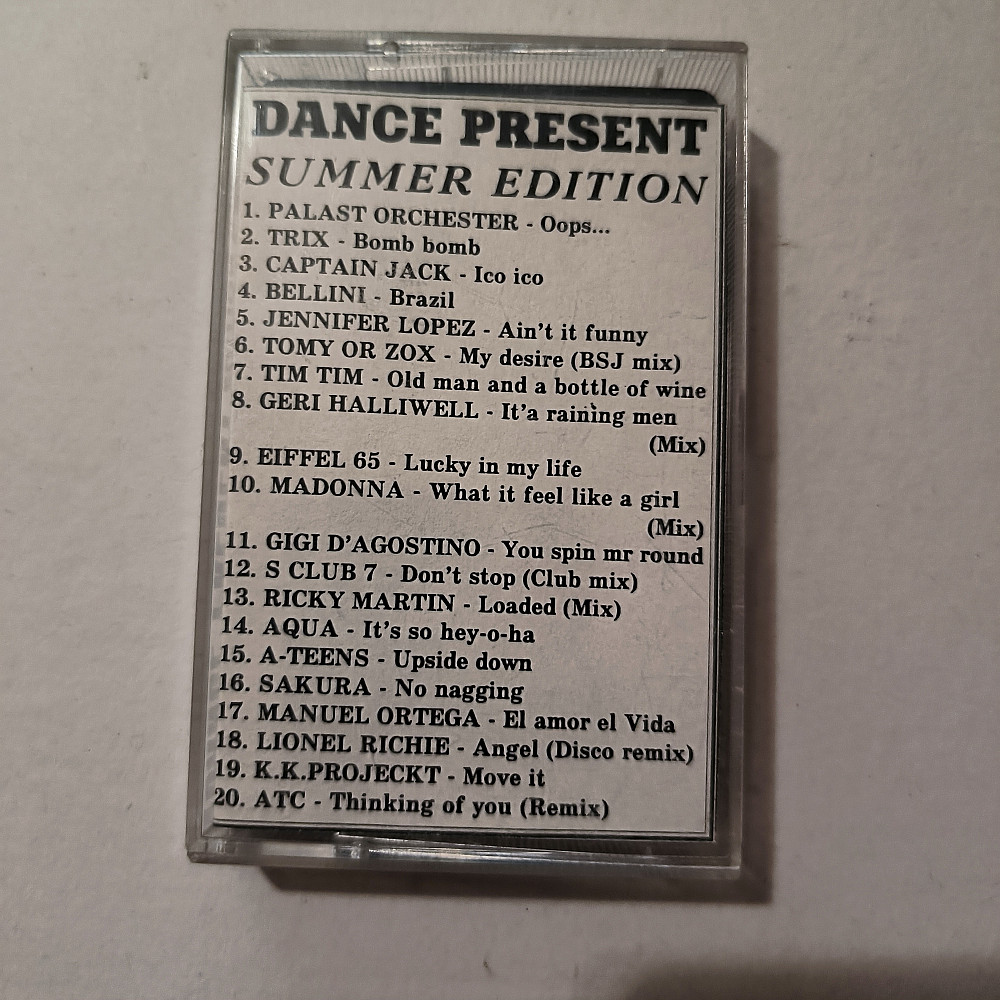 DANCE PRESENT
SUMMER EDITION
1. PALAST ORCHESTER - Oops...
2. TRIX - Bomb bomb
3. CAPTAIN JACK - Ico ico
4. BELLINI - Brazil
5. JENNIFER LOPEZ - Ain't it funny
6. TOMY OR ZOX - My desire (BSJ mix)
7. TIM TIM - Old man and a bottle of wine
8. GERI HALLIWELL - It'a raining men
(Mix)
9. EIFFEL 65 - Lucky in my life
10. MADONNA - What it feel like a girl
(Mix)
11. GIGI D'AGOSTINO - You spin mr round
12. S CLUB 7 - Don't stop (Club mix)
13. RICKY MARTIN - Loaded (Mix)
14. AQUA - It's so hey-o-ha
15. A-TEENS - Upside down
16. SAKURA - No nagging
17. MANUEL ORTEGA - El amor el Vida
18. LIONEL RICHIE - Angel (Disco remix)
19. K.K.PROJECKT - Move it
20. ATC - Thinking of you (Remix)